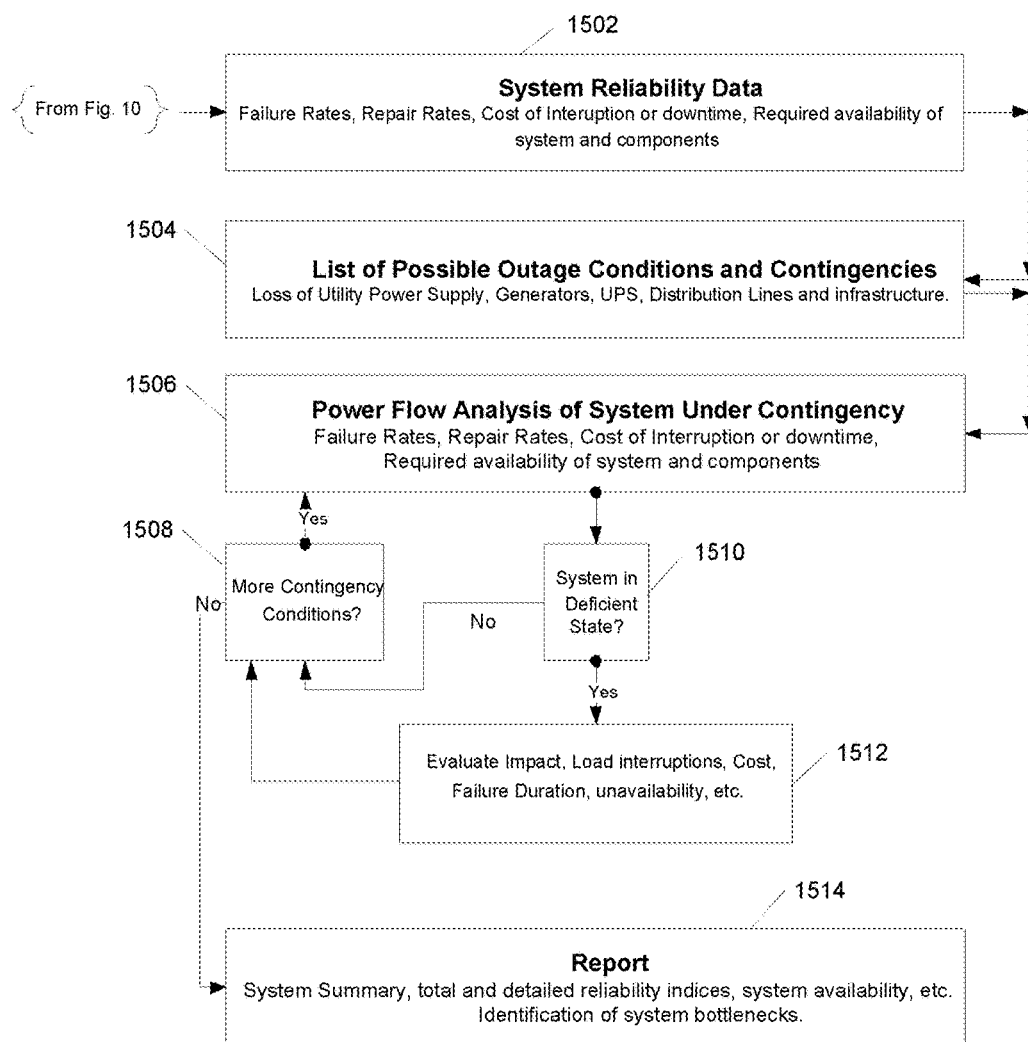 1502
{From Fig. 10}
System Reliability Data
Failure Rates, Repair Rates, Cost of Interuption or downtime, Required availability of
system and components
1504
List of Possible Outage Conditions and Contingencies
Loss of Utility Power Supply, Generators, UPS, Distribution Lines and infrastructure.
1506
Power Flow Analysis of System Under Contingency
Failure Rates, Repair Rates, Cost of Interruption or downtime,
Required availability of system and components
Yes
1508
More Contingency
Conditions?
No
1510
System in
Deficient
State?
No
Yes
1512
Evaluate Impact, Load interruptions, Cost,
Failure Duration, unavailability, etc.
1514
Report
System Summary, total and detailed reliability indices, system availability, etc.
Identification of system bottlenecks.